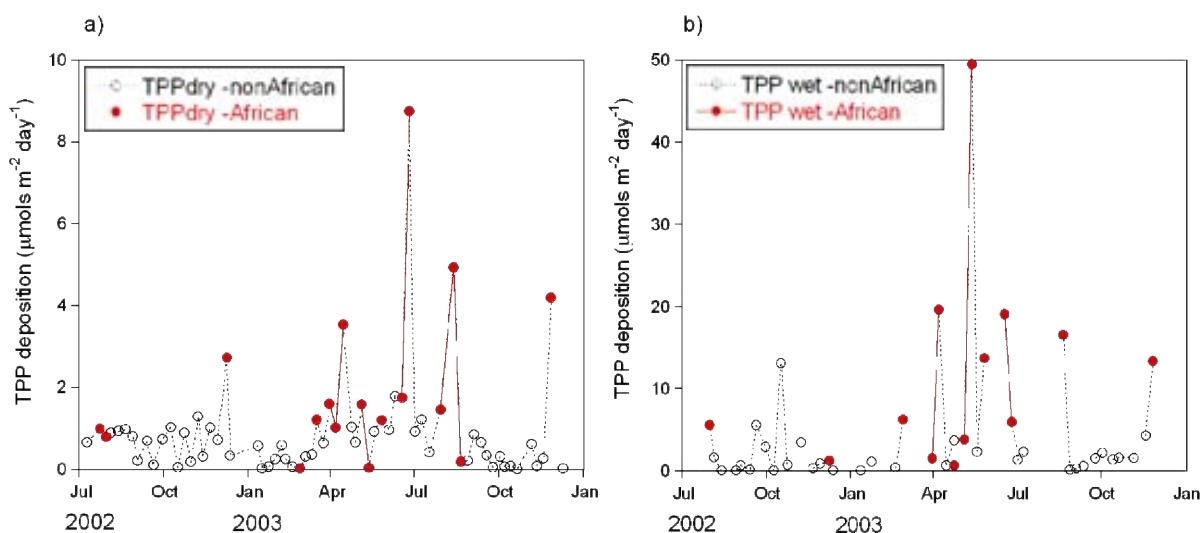 a)
TPP deposition (μmols m⁻² day⁻¹)
10
8
6
4
2
0
TPPdry -nonAfrican
TPPdry -African
Jul Oct Jan Apr Jul Oct Jan
2002 2003
b)
TPP deposition (μmols m⁻² day⁻¹)
50
40
30
20
10
0
TPP wet -nonAfrican
TPP wet -African
Jul Oct Jan Apr Jul Oct Jan
2002 2003